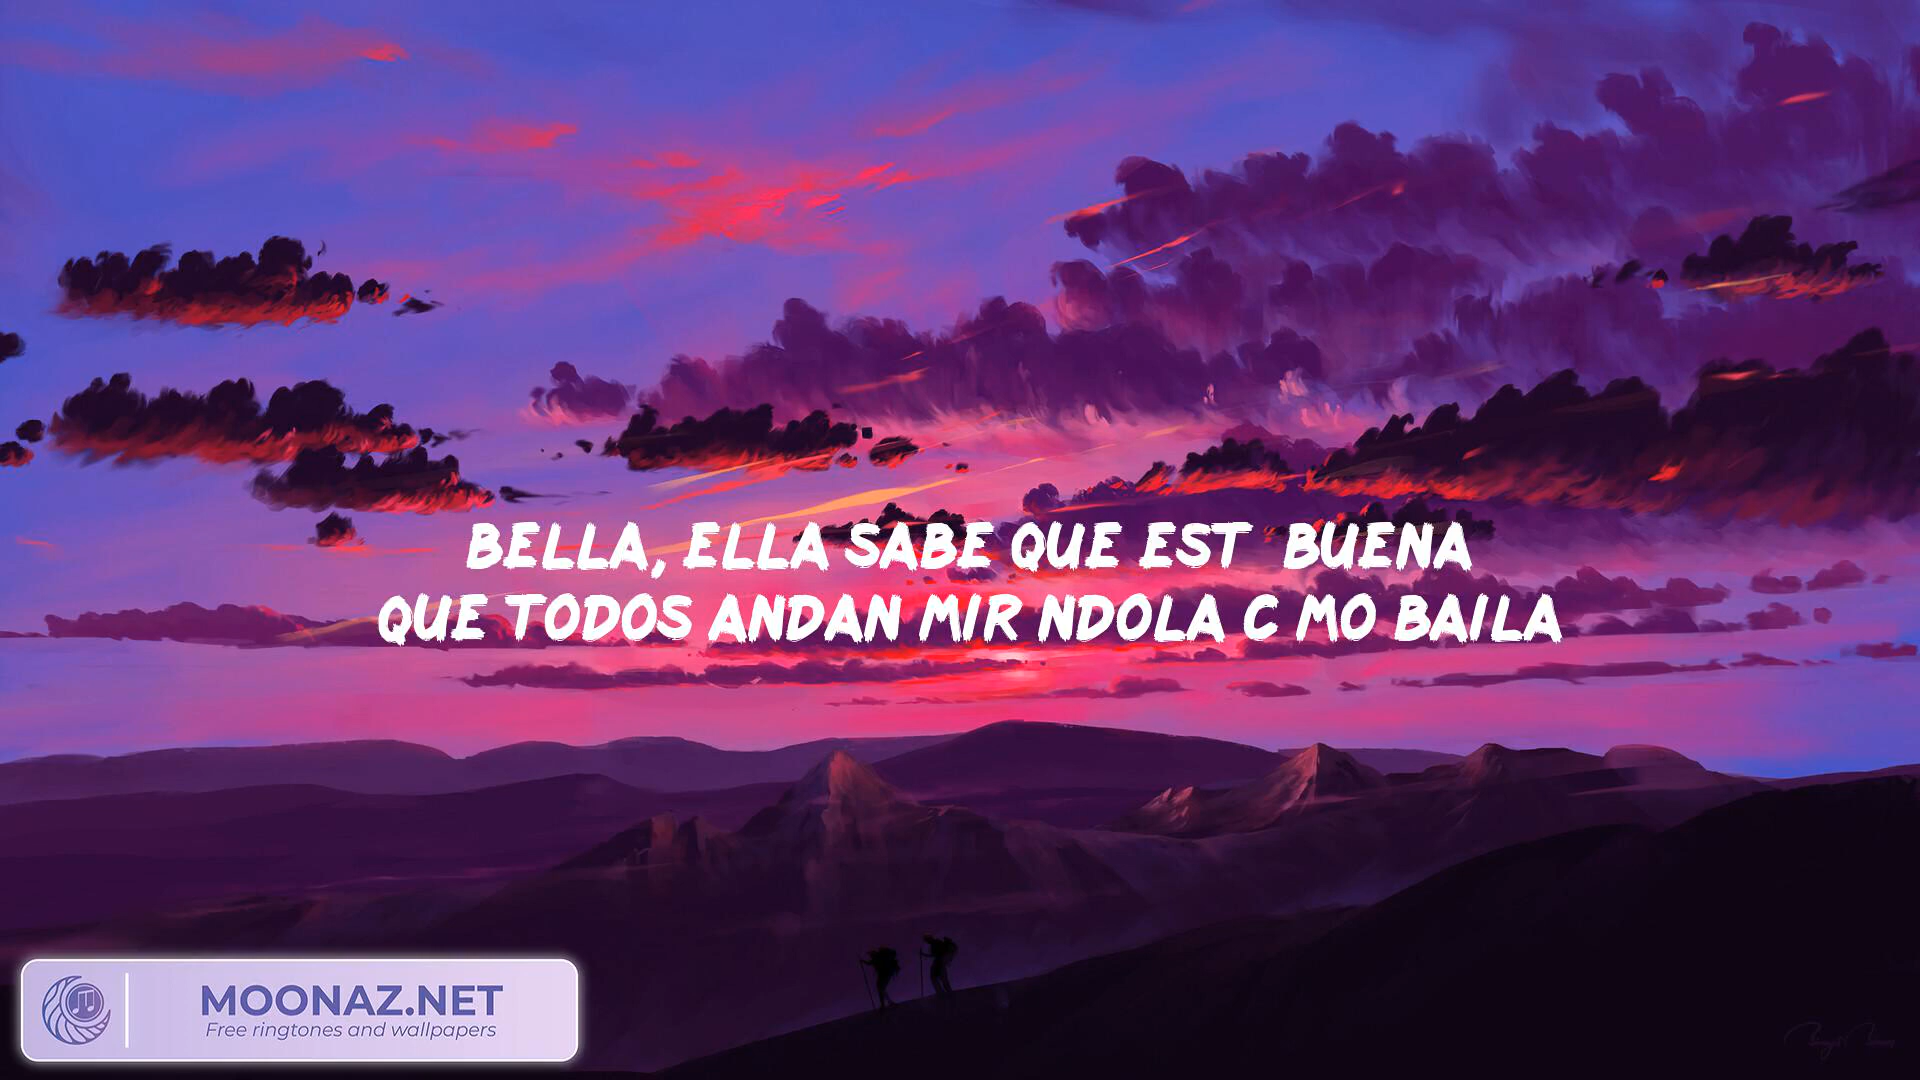 BELLA, ELLA SABE QUE EST  BUENA
QUE TODOS ANDAN MIR NDOLA C MO BAILA
MOONAZ.NET
Free ringtones and wallpapers